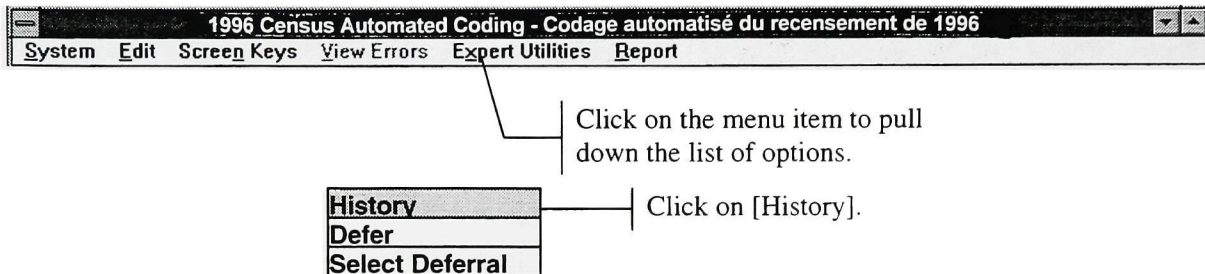 1996 Census Automated Coding - Codage automatisé du recensement de 1996
System Edit Screen Keys View Errors Expert Utilities Report
Click on the menu item to pull
down the list of options.
History
Click on [History].
Defer
Select Deferral